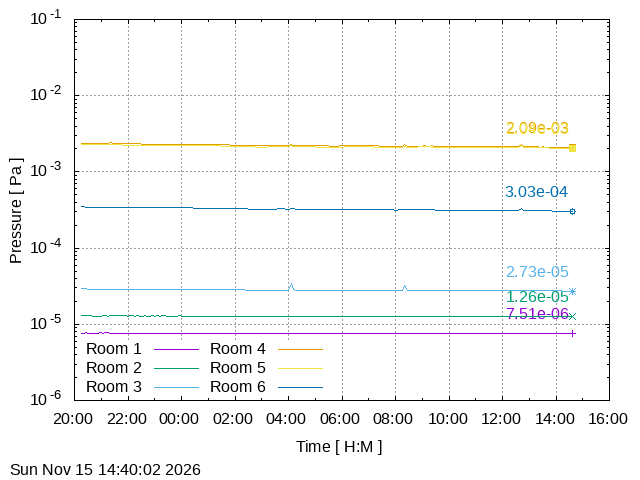 10^-1
10^-2
10^-3
10^-4
10^-5
10^-6
Pressure [ Pa ]
2.09e-03
3.03e-04
2.73e-05
1.26e-05
7.51e-06
Room 1 Room 4
Room 2 Room 5
Room 3 Room 6
20:00 22:00 00:00 02:00 04:00 06:00 08:00 10:00 12:00 14:00 16:00
Time [ H:M ]
Sun Nov 15 14:40:02 2026